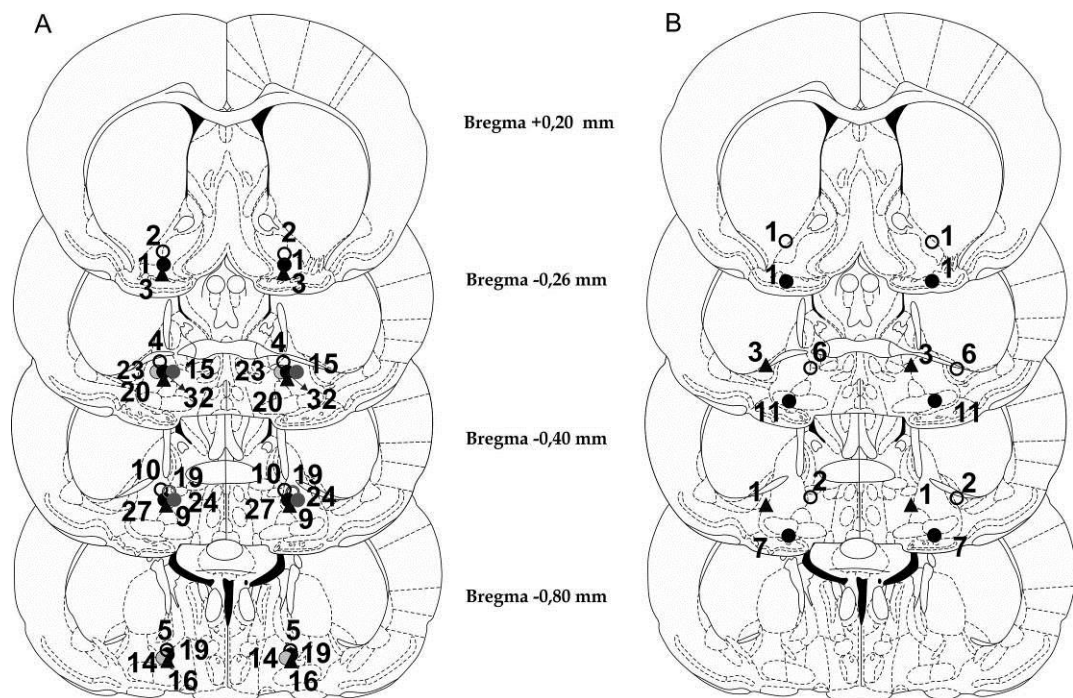 A
B
Bregma +0,20 mm
2 2
1 1
3 3
1 1
1 1
Bregma -0,26 mm
4 4
23 15 23 15
20 32 20 32
3 6 3 6
11 11
Bregma -0,40 mm
10 19 10 19
27 24 27 24
9 9
1 2 1 2
7 7
Bregma -0,80 mm
5 5
14 19 14 19
16 16